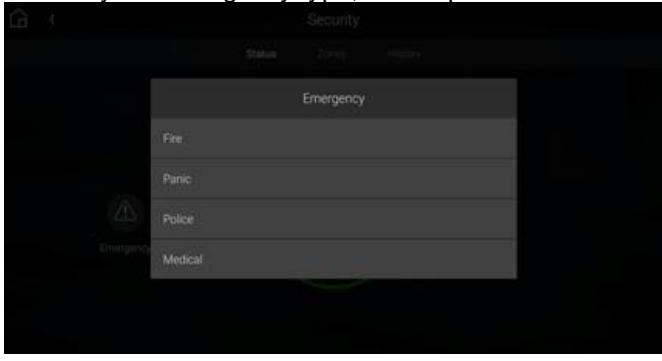 Security
Status Zones History
Emergency
Fire
Panic
Police
Medical
Emergency